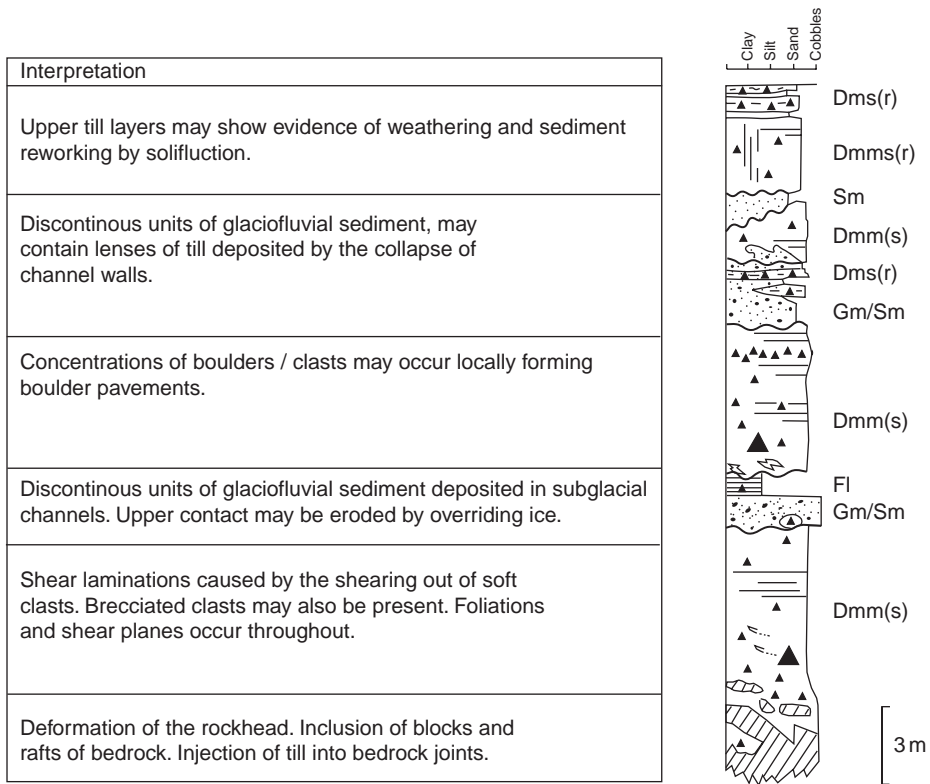 Interpretation
Upper till layers may show evidence of weathering and sediment
reworking by solifluction.
Discontinous units of glaciofluvial sediment, may
contain lenses of till deposited by the collapse of
channel walls.
Concentrations of boulders / clasts may occur locally forming
boulder pavements.
Discontinous units of glaciofluvial sediment deposited in subglacial
channels. Upper contact may be eroded by overriding ice.
Shear laminations caused by the shearing out of soft
clasts. Brecciated clasts may also be present. Foliations
and shear planes occur throughout.
Deformation of the rockhead. Inclusion of blocks and
rafts of bedrock. Injection of till into bedrock joints.
Clay
Silt
Sand
Cobbles
Dms(r)
Dmms(r)
Sm
Dmm(s)
Dms(r)
Gm/Sm
Dmm(s)
Fl
Gm/Sm
Dmm(s)
3 m